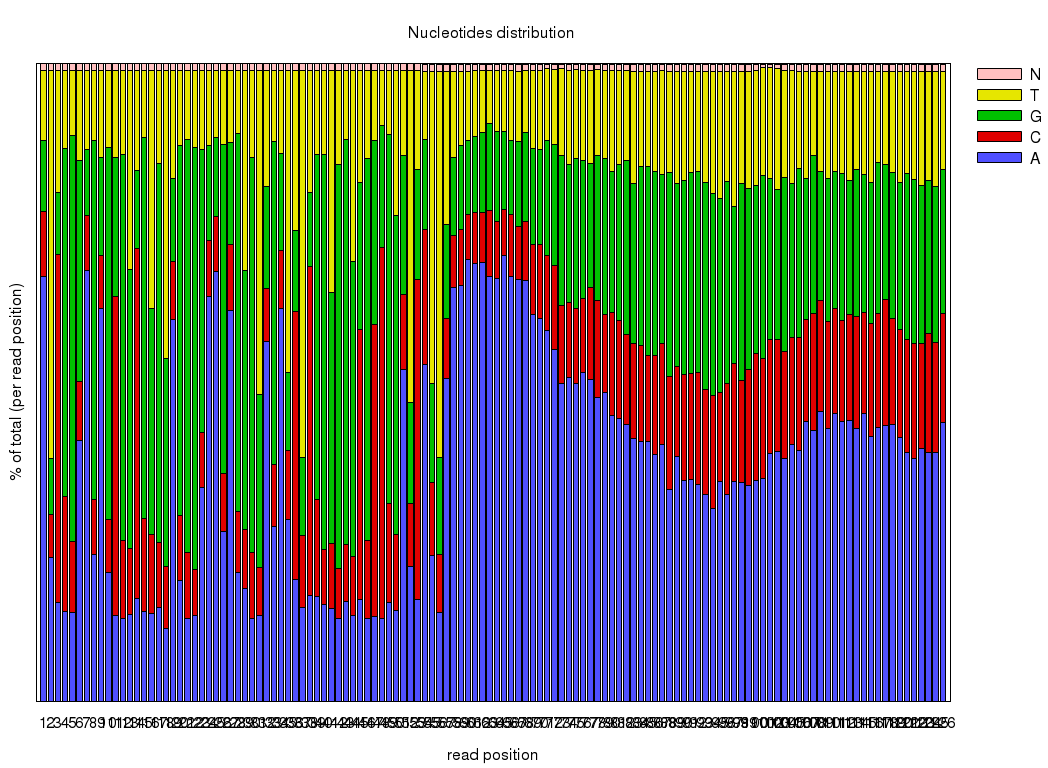 Nucleotides distribution
N
T
G
C
A
% of total (per read position)
read position